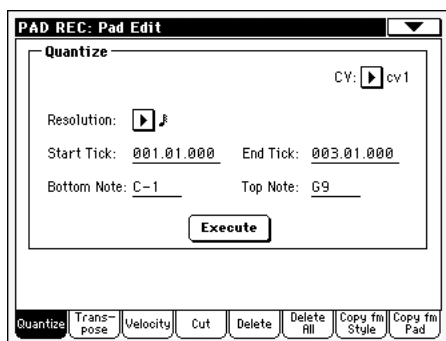 PAD REC: Pad Edit
Quantize
CV: cv1
Resolution:
Start Tick: 001.01.000 End Tick: 003.01.000
Bottom Note: C-1 Top Note: G9
Execute
Quantize Trans-pose Velocity Cut Delete Delete All Copy fm Style Copy fm Pad